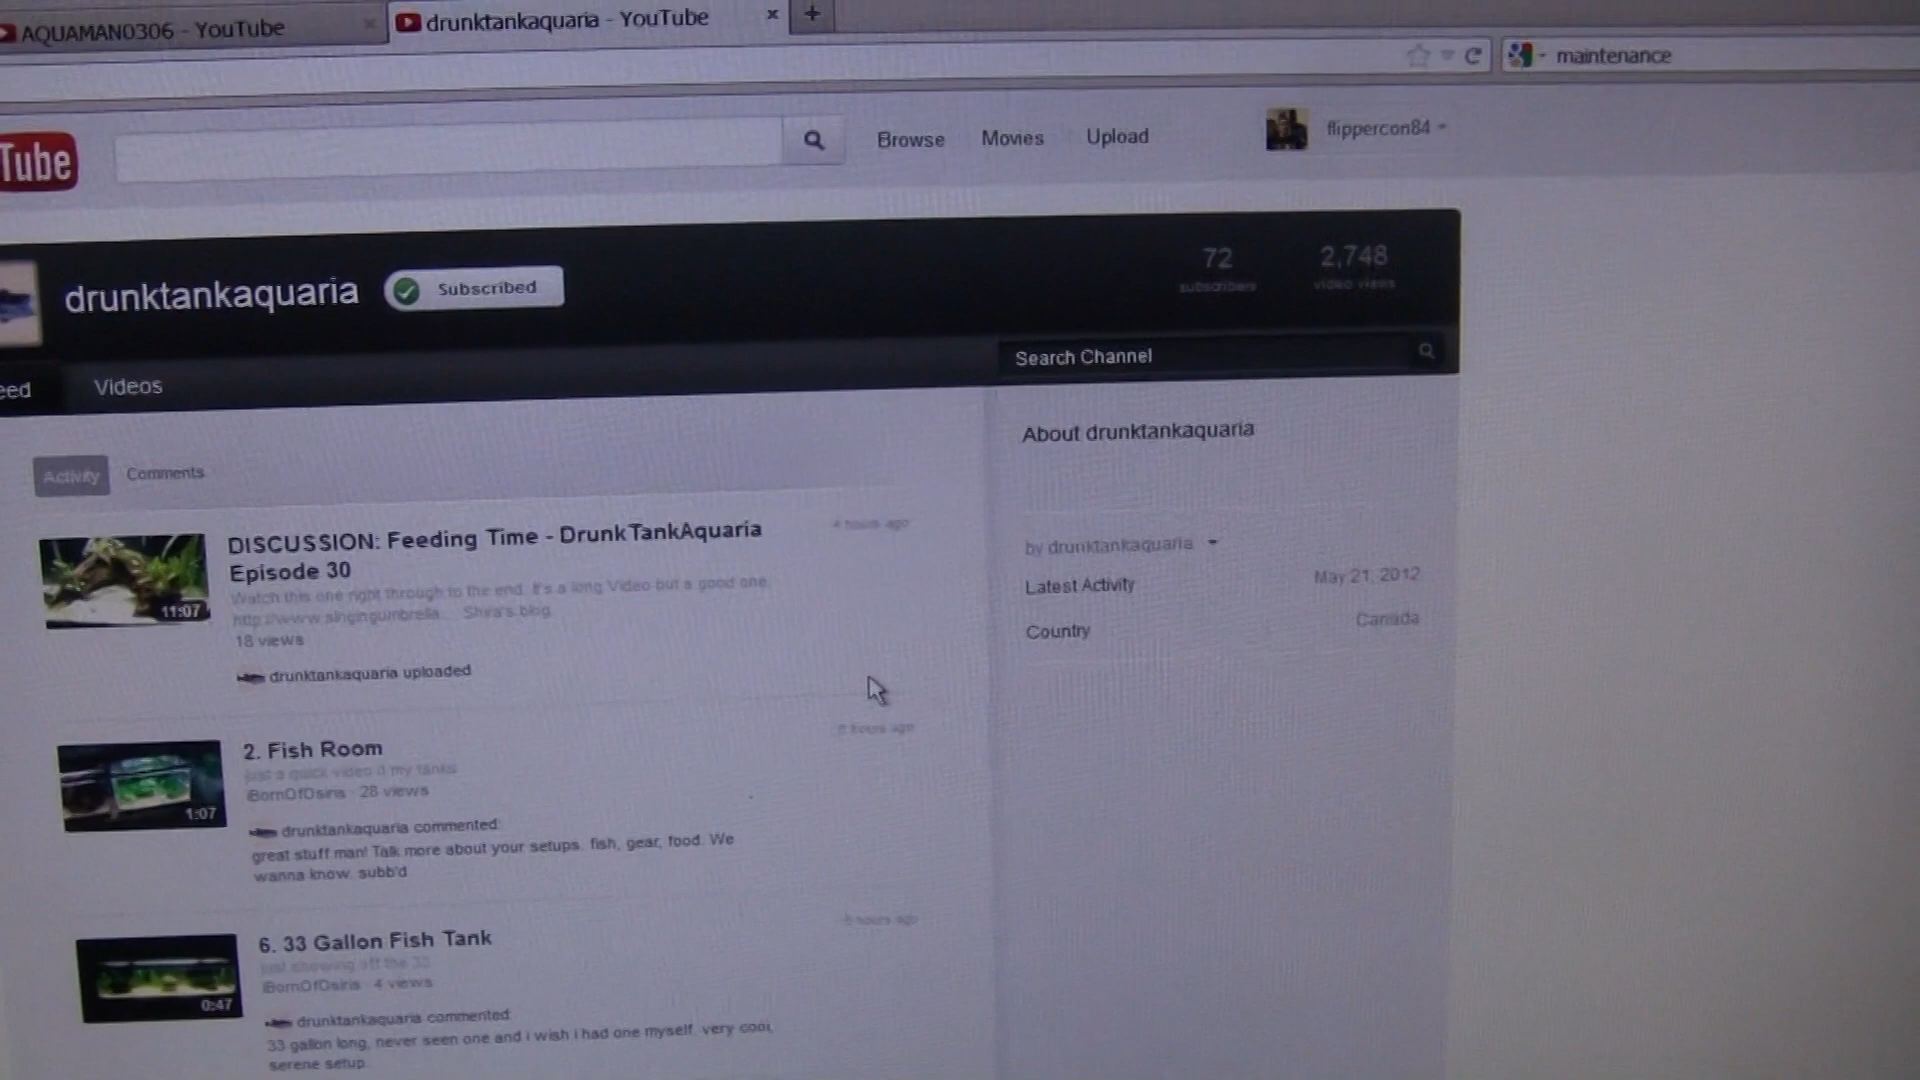 AQUAMAN0306 - YouTube
drunktankaquaria - YouTube
maintenance
Tube
Browse Movies Upload
flippercon84
drunktankaquaria Subscribed
72 2,748
subscribers video views
eed Videos
Search Channel
Activity Comments
About drunktankaquaria
DISCUSSION: Feeding Time - DrunkTankAquaria
Episode 30
4 hours ago
Watch this one right through to the end. It's a long Video but a good one.
http://www.singingumbrella... Shira's blog.
18 views
drunktankaquaria uploaded
by drunktankaquaria
Latest Activity May 21, 2012
Country Canada
11:07
2. Fish Room
hours ago
just a quick video of my tanks
iBornOfOsiris · 28 views
1:07
drunktankaquaria commented:
great stuff man! Talk more about your setups. fish, gear, food. We
wanna know. subb'd
6. 33 Gallon Fish Tank
hours ago
just showing off the 33
iBornOfOsiris · 4 views
0:47
drunktankaquaria commented:
33 gallon long, never seen one and i wish i had one myself. very cool,
serene setup.